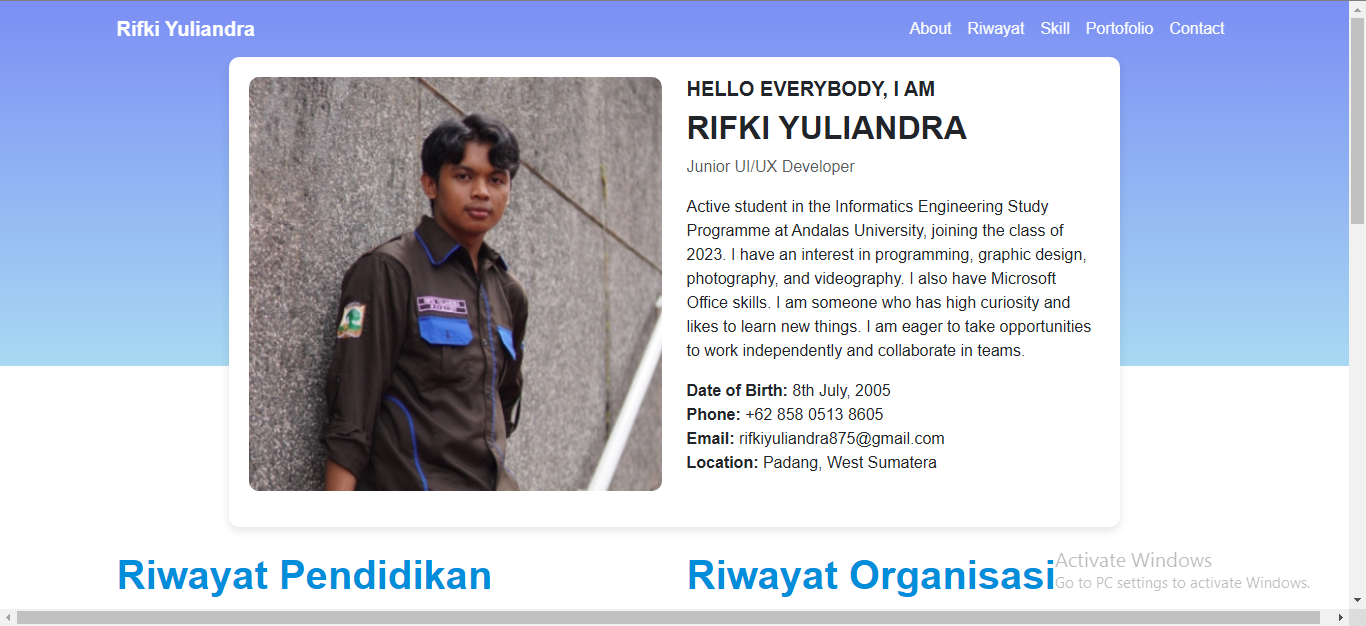 Rifki Yuliandra
About Riwayat Skill Portofolio Contact
HELLO EVERYBODY, I AM
RIFKI YULIANDRA
Junior UI/UX Developer
Active student in the Informatics Engineering Study
Programme at Andalas University, joining the class of
2023. I have an interest in programming, graphic design,
photography, and videography. I also have Microsoft
Office skills. I am someone who has high curiosity and
likes to learn new things. I am eager to take opportunities
to work independently and collaborate in teams.
Date of Birth: 8th July, 2005
Phone: +62 858 0513 8605
Email: rifkiyuliandra875@gmail.com
Location: Padang, West Sumatera
Riwayat Pendidikan
Riwayat Organisasi
Activate Windows
Go to PC settings to activate Windows.